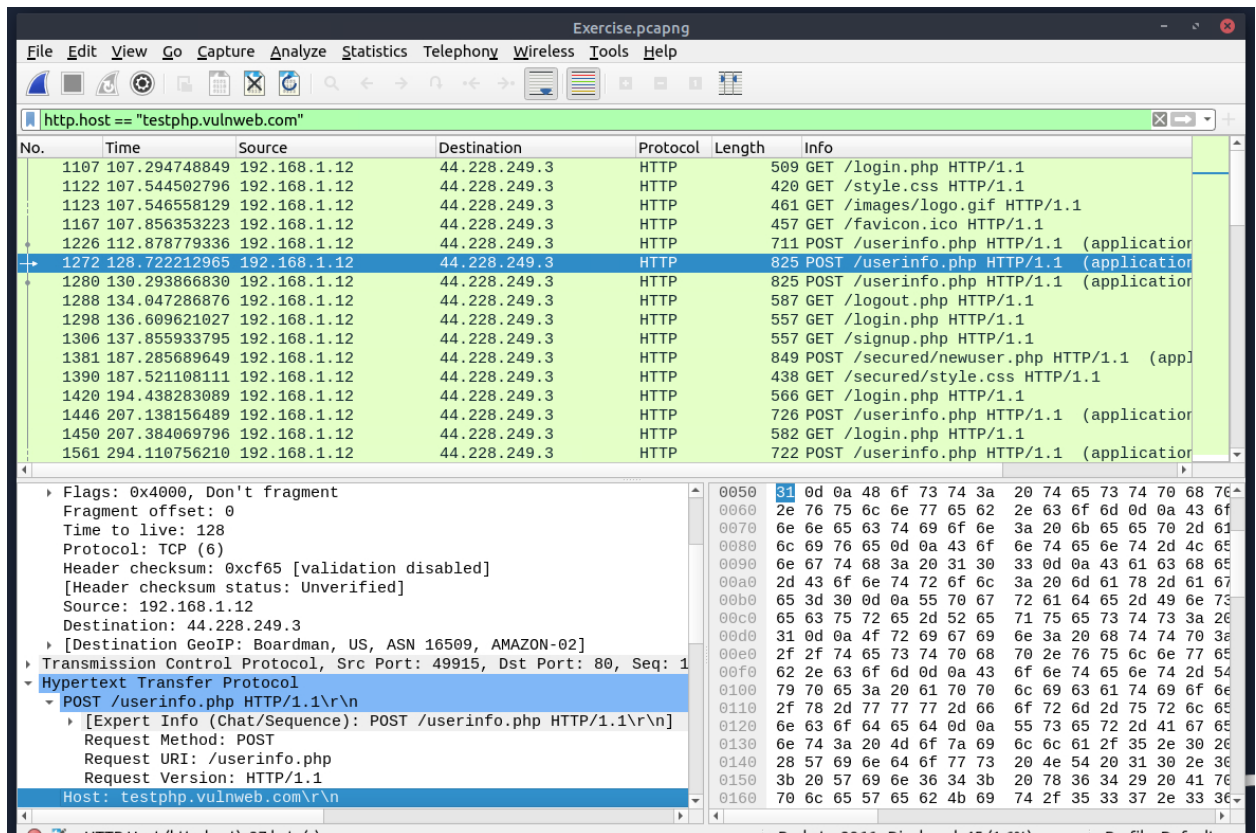 Exercise.pcapng
File Edit View Go Capture Analyze Statistics Telephony Wireless Tools Help
http.host == "testphp.vulnweb.com"
No. Time Source Destination Protocol Length Info
1107 107.294748849 192.168.1.12 44.228.249.3 HTTP 509 GET /login.php HTTP/1.1
1122 107.544502796 192.168.1.12 44.228.249.3 HTTP 420 GET /style.css HTTP/1.1
1123 107.546558129 192.168.1.12 44.228.249.3 HTTP 461 GET /images/logo.gif HTTP/1.1
1167 107.856353223 192.168.1.12 44.228.249.3 HTTP 457 GET /favicon.ico HTTP/1.1
1226 112.878779336 192.168.1.12 44.228.249.3 HTTP 711 POST /userinfo.php HTTP/1.1 (application
1272 128.722212965 192.168.1.12 44.228.249.3 HTTP 825 POST /userinfo.php HTTP/1.1 (application
1280 130.293866830 192.168.1.12 44.228.249.3 HTTP 825 POST /userinfo.php HTTP/1.1 (application
1288 134.047286876 192.168.1.12 44.228.249.3 HTTP 587 GET /logout.php HTTP/1.1
1298 136.609621027 192.168.1.12 44.228.249.3 HTTP 557 GET /login.php HTTP/1.1
1306 137.855933795 192.168.1.12 44.228.249.3 HTTP 557 GET /signup.php HTTP/1.1
1381 187.285689649 192.168.1.12 44.228.249.3 HTTP 849 POST /secured/newuser.php HTTP/1.1 (appl
1390 187.521108111 192.168.1.12 44.228.249.3 HTTP 438 GET /secured/style.css HTTP/1.1
1420 194.438283089 192.168.1.12 44.228.249.3 HTTP 566 GET /login.php HTTP/1.1
1446 207.138156489 192.168.1.12 44.228.249.3 HTTP 726 POST /userinfo.php HTTP/1.1 (application
1450 207.384069796 192.168.1.12 44.228.249.3 HTTP 582 GET /login.php HTTP/1.1
1561 294.110756210 192.168.1.12 44.228.249.3 HTTP 722 POST /userinfo.php HTTP/1.1 (application
Flags: 0x4000, Don't fragment
Fragment offset: 0
Time to live: 128
Protocol: TCP (6)
Header checksum: 0xcf65 [validation disabled]
[Header checksum status: Unverified]
Source: 192.168.1.12
Destination: 44.228.249.3
[Destination GeoIP: Boardman, US, ASN 16509, AMAZON-02]
Transmission Control Protocol, Src Port: 49915, Dst Port: 80, Seq: 1
Hypertext Transfer Protocol
POST /userinfo.php HTTP/1.1\r\n
[Expert Info (Chat/Sequence): POST /userinfo.php HTTP/1.1\r\n]
Request Method: POST
Request URI: /userinfo.php
Request Version: HTTP/1.1
Host: testphp.vulnweb.com\r\n
0050 31 0d 0a 48 6f 73 74 3a 20 74 65 73 74 70 68 70
0060 2e 76 75 6c 6e 77 65 62 2e 63 6f 6d 0d 0a 43 6f
0070 6e 6e 65 63 74 69 6f 6e 3a 20 6b 65 65 70 2d 61
0080 6c 69 76 65 0d 0a 43 6f 6e 74 65 6e 74 2d 4c 65
0090 6e 67 74 68 3a 20 31 30 33 0d 0a 43 61 63 68 65
00a0 2d 43 6f 6e 74 72 6f 6c 3a 20 6d 61 78 2d 61 67
00b0 65 3d 30 0d 0a 55 70 67 72 61 64 65 2d 49 6e 73
00c0 65 63 75 72 65 2d 52 65 71 75 65 73 74 73 3a 20
00d0 31 0d 0a 4f 72 69 67 69 6e 3a 20 68 74 74 70 3a
00e0 2f 2f 74 65 73 74 70 68 70 2e 76 75 6c 6e 77 65
00f0 62 2e 63 6f 6d 0d 0a 43 6f 6e 74 65 6e 74 2d 54
0100 79 70 65 3a 20 61 70 70 6c 69 63 61 74 69 6f 6e
0110 2f 78 2d 77 77 77 2d 66 6f 72 6d 2d 75 72 6c 65
0120 6e 63 6f 64 65 64 0d 0a 55 73 65 72 2d 41 67 65
0130 6e 74 3a 20 4d 6f 7a 69 6c 6c 61 2f 35 2e 30 20
0140 28 57 69 6e 64 6f 77 73 20 4e 54 20 31 30 2e 30
0150 3b 20 57 69 6e 36 34 3b 20 78 36 34 29 20 41 70
0160 70 6c 65 57 65 62 4b 69 74 2f 35 33 37 2e 33 36